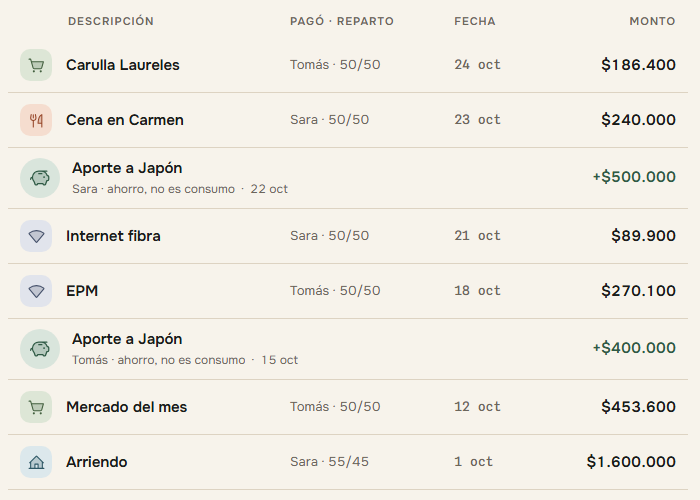 DESCRIPCIÓN PAGÓ · REPARTO FECHA MONTO
Carulla Laureles Tomás · 50/50 24 oct $186.400
Cena en Carmen Sara · 50/50 23 oct $240.000
Aporte a Japón +$500.000
Sara · ahorro, no es consumo · 22 oct
Internet fibra Sara · 50/50 21 oct $89.900
EPM Tomás · 50/50 18 oct $270.100
Aporte a Japón +$400.000
Tomás · ahorro, no es consumo · 15 oct
Mercado del mes Tomás · 50/50 12 oct $453.600
Arriendo Sara · 55/45 1 oct $1.600.000